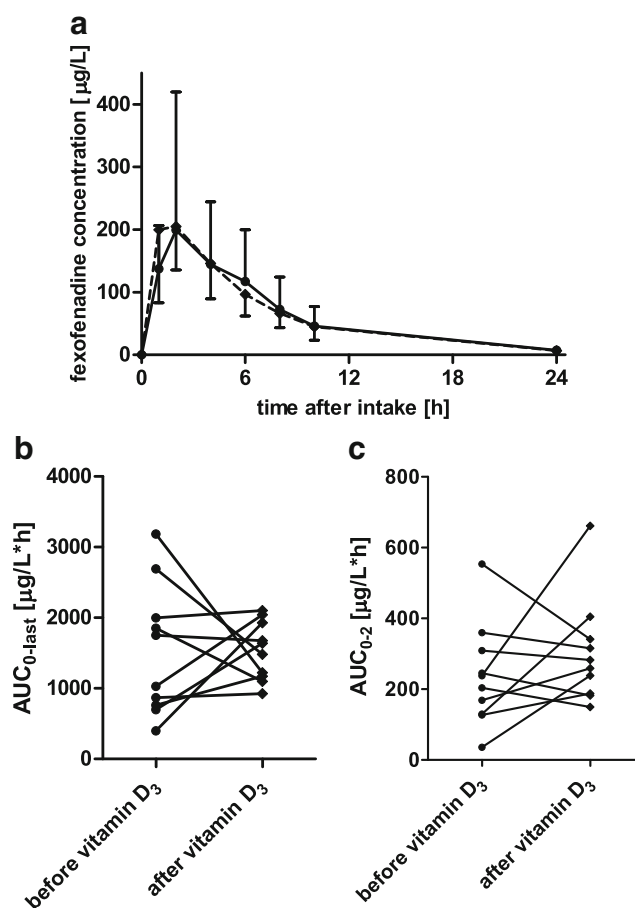 a
fexofenadine concentration [ µg/L]
400
300
200
100
0
0 6 12 18 24
time after intake [h]
b
AUC0-last [µg/L*h]
4000
3000
2000
1000
0
before vitamin D3
after vitamin D3
c
AUC0-2 [µg/L*h]
800
600
400
200
0
before vitamin D3
after vitamin D3